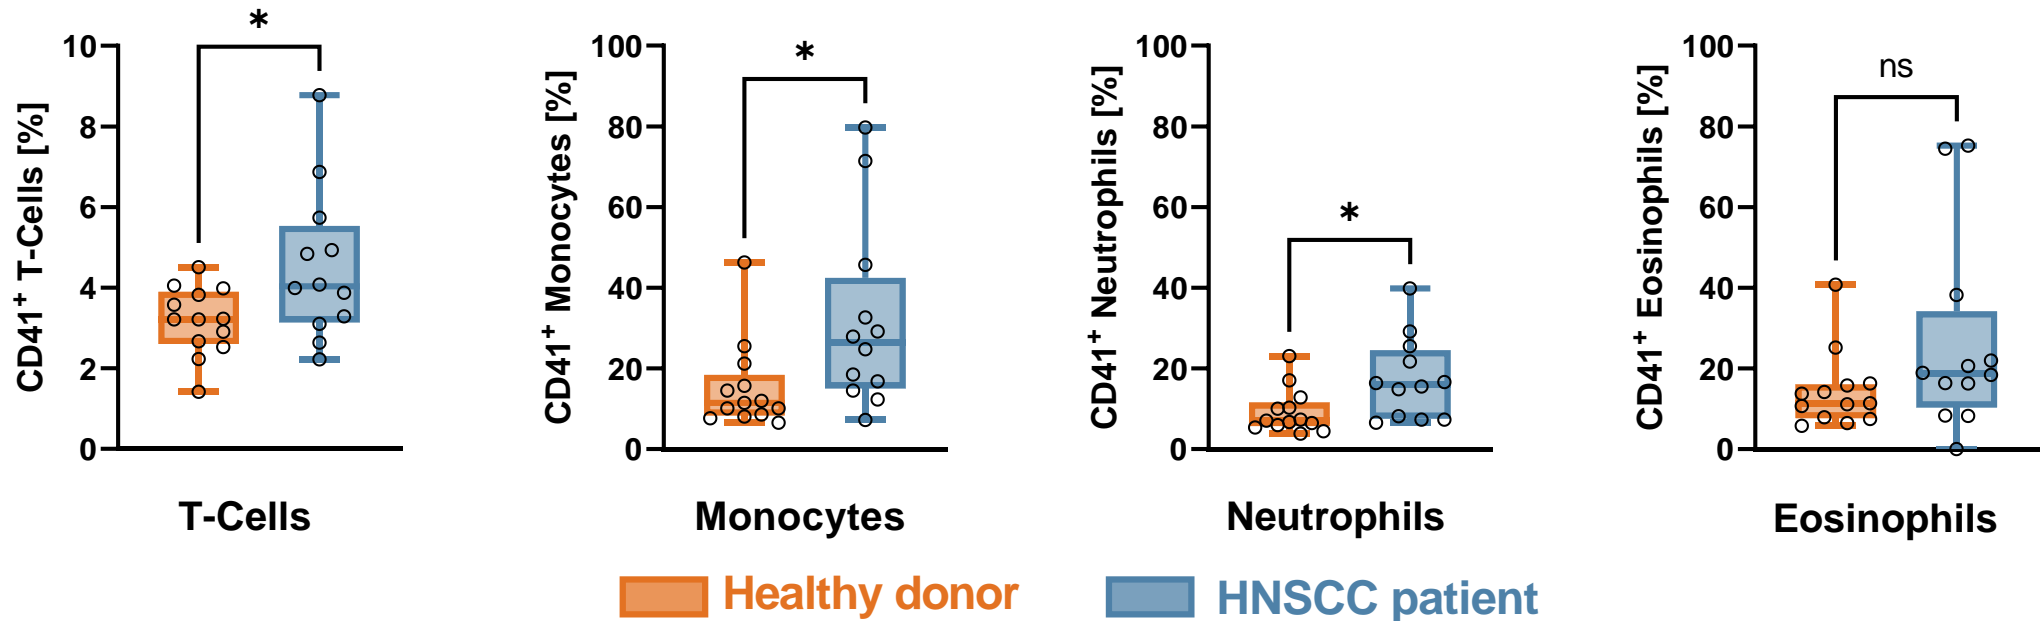 *
10
8
6
4
2
0
CD41⁺ T-Cells [%]
T-Cells
*
100
80
60
40
20
0
CD41⁺ Monocytes [%]
Monocytes
*
100
80
60
40
20
0
CD41⁺ Neutrophils [%]
Neutrophils
ns
100
80
60
40
20
0
CD41⁺ Eosinophils [%]
Eosinophils
Healthy donor
HNSCC patient